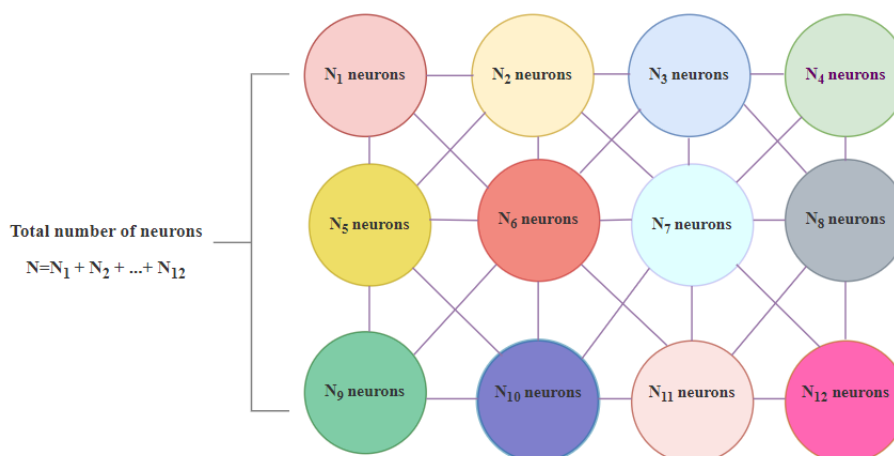 N₁ neurons
N₂ neurons
N₃ neurons
N₄ neurons
N₅ neurons
N₆ neurons
N₇ neurons
N₈ neurons
Total number of neurons
N=N₁ + N₂ + ...+ N₁₂
N₉ neurons
N₁₀ neurons
N₁₁ neurons
N₁₂ neurons